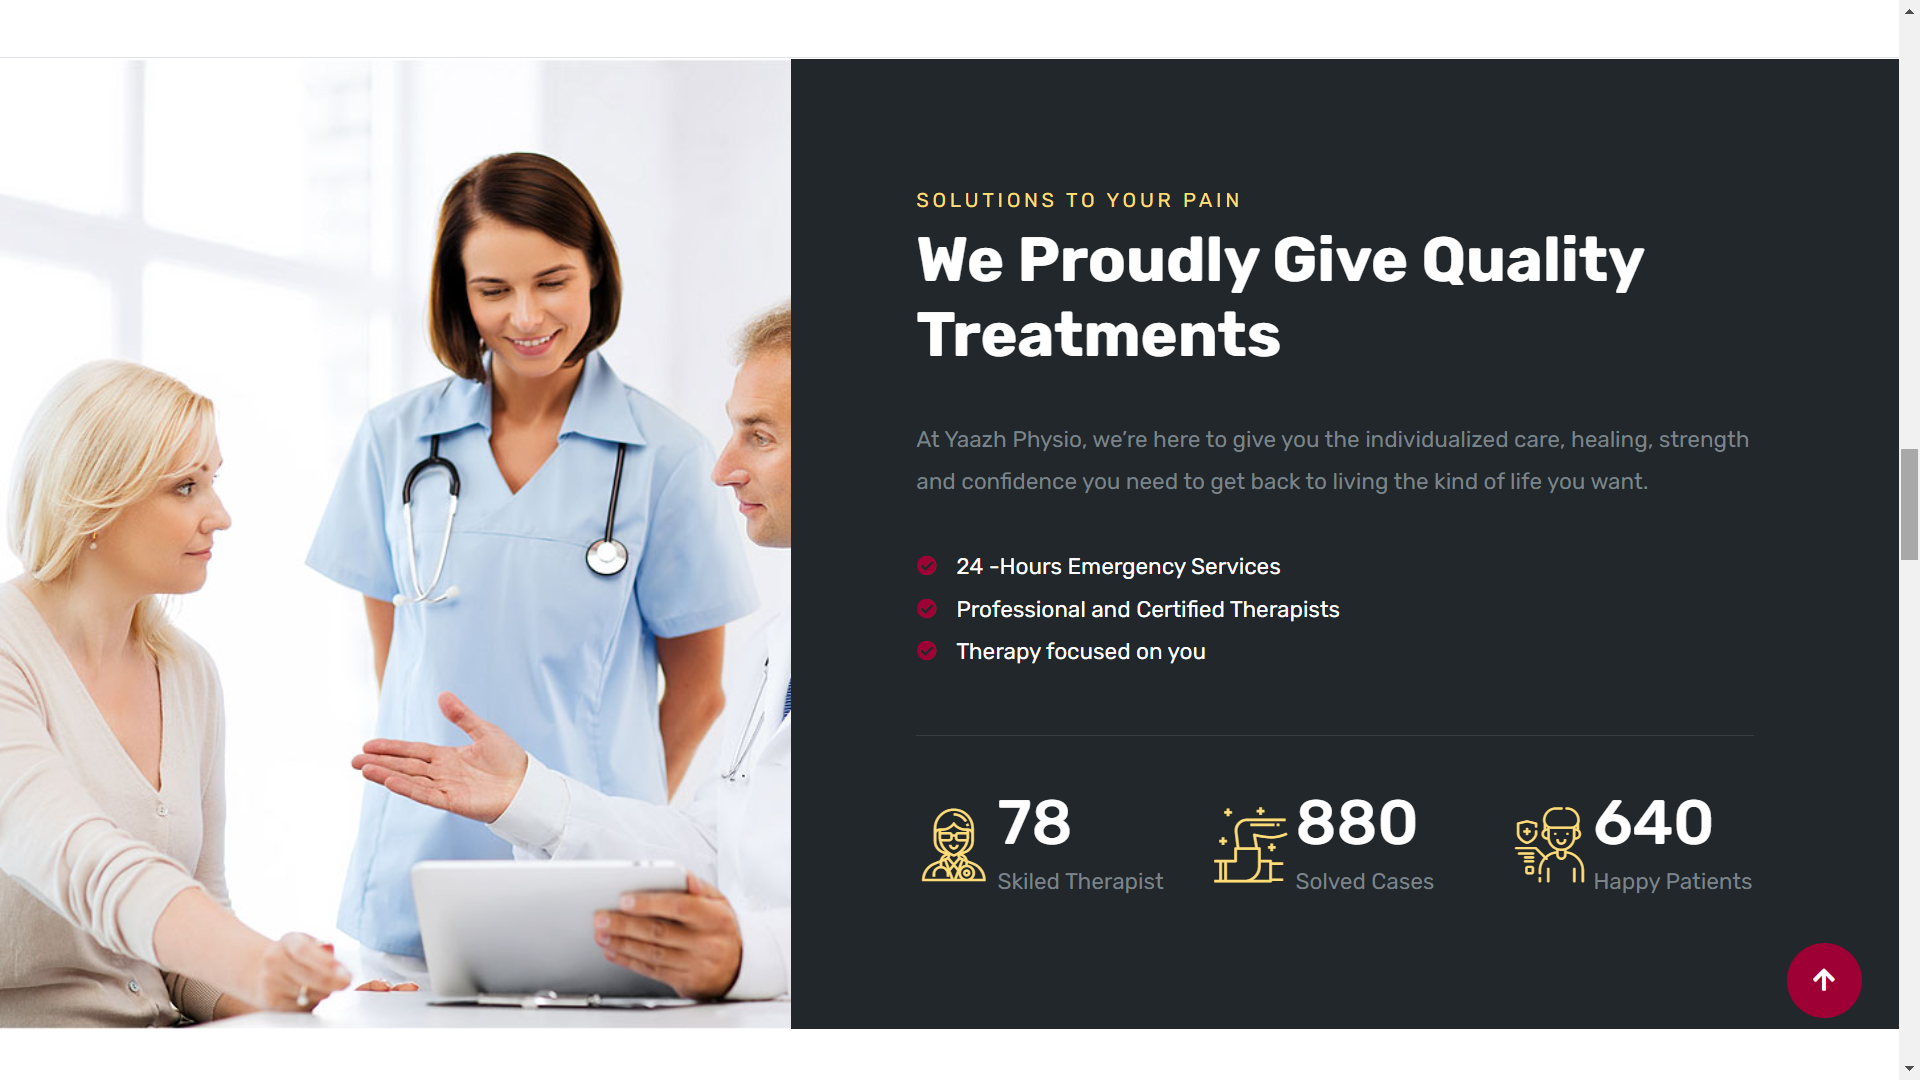 SOLUTIONS TO YOUR PAIN
We Proudly Give Quality
Treatments
At Yaazh Physio, we’re here to give you the individualized care, healing, strength
and confidence you need to get back to living the kind of life you want.
24 -Hours Emergency Services
Professional and Certified Therapists
Therapy focused on you
78
Skiled Therapist
880
Solved Cases
640
Happy Patients